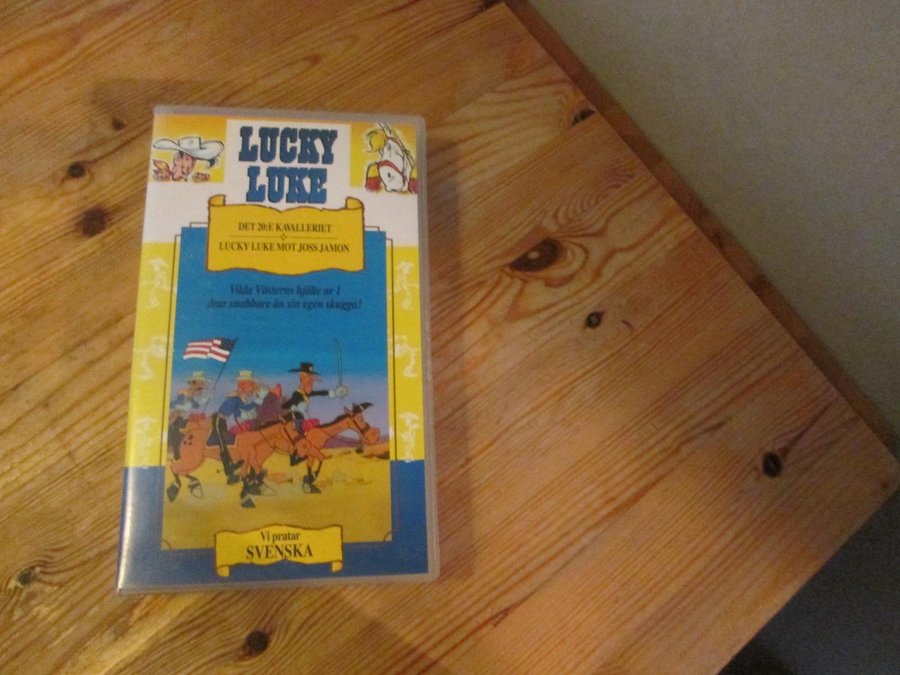 LUCKY
LUKE
DET 20:E KAVALLERIET
LUCKY LUKE MOT JOSS JAMON
Vilda Västerns hjälte nr 1
drar snabbare än sin egen skugga!
Vi pratar
SVENSKA